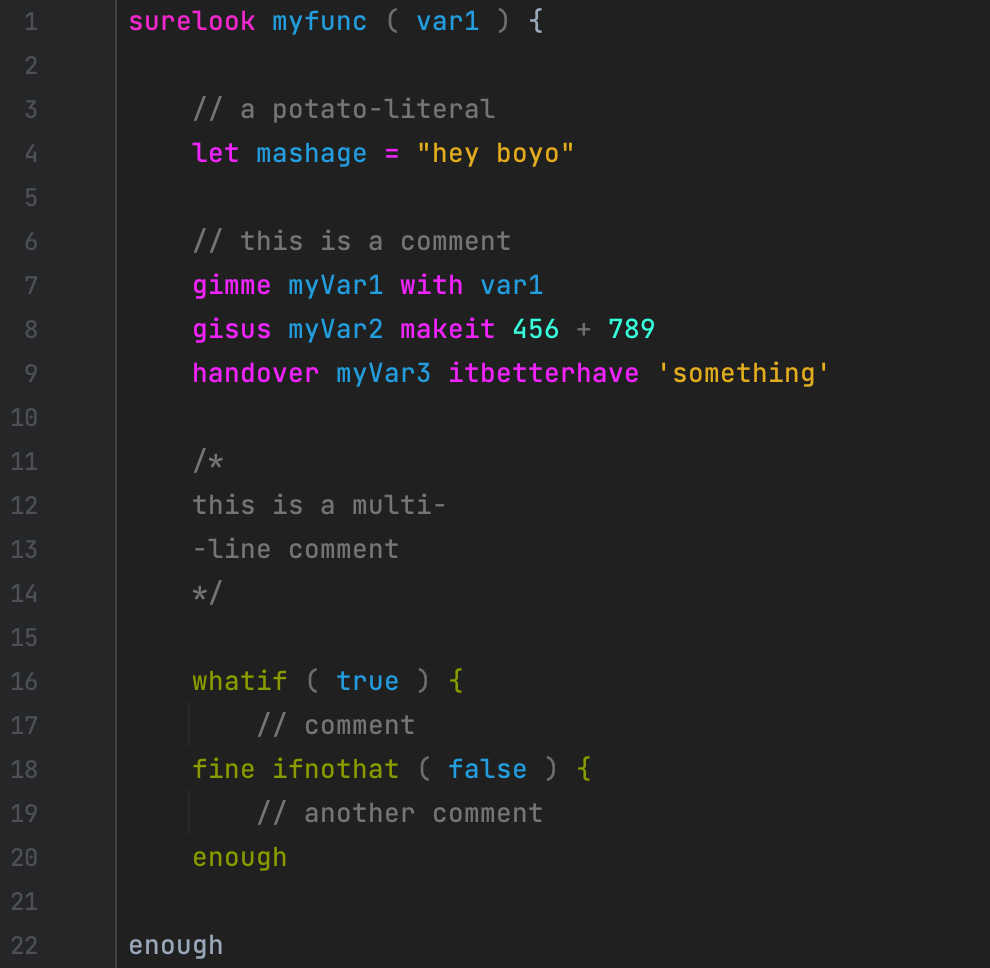 1 surelook myfunc ( var1 ) {
2
3 // a potato-literal
4 let mashage = "hey boyo"
5
6 // this is a comment
7 gimme myVar1 with var1
8 gisus myVar2 makeit 456 + 789
9 handover myVar3 itbetterhave 'something'
10
11 /*
12 this is a multi-
13 -line comment
14 */
15
16 whatif ( true ) {
17 // comment
18 fine ifnothat ( false ) {
19 // another comment
20 enough
21
22 enough